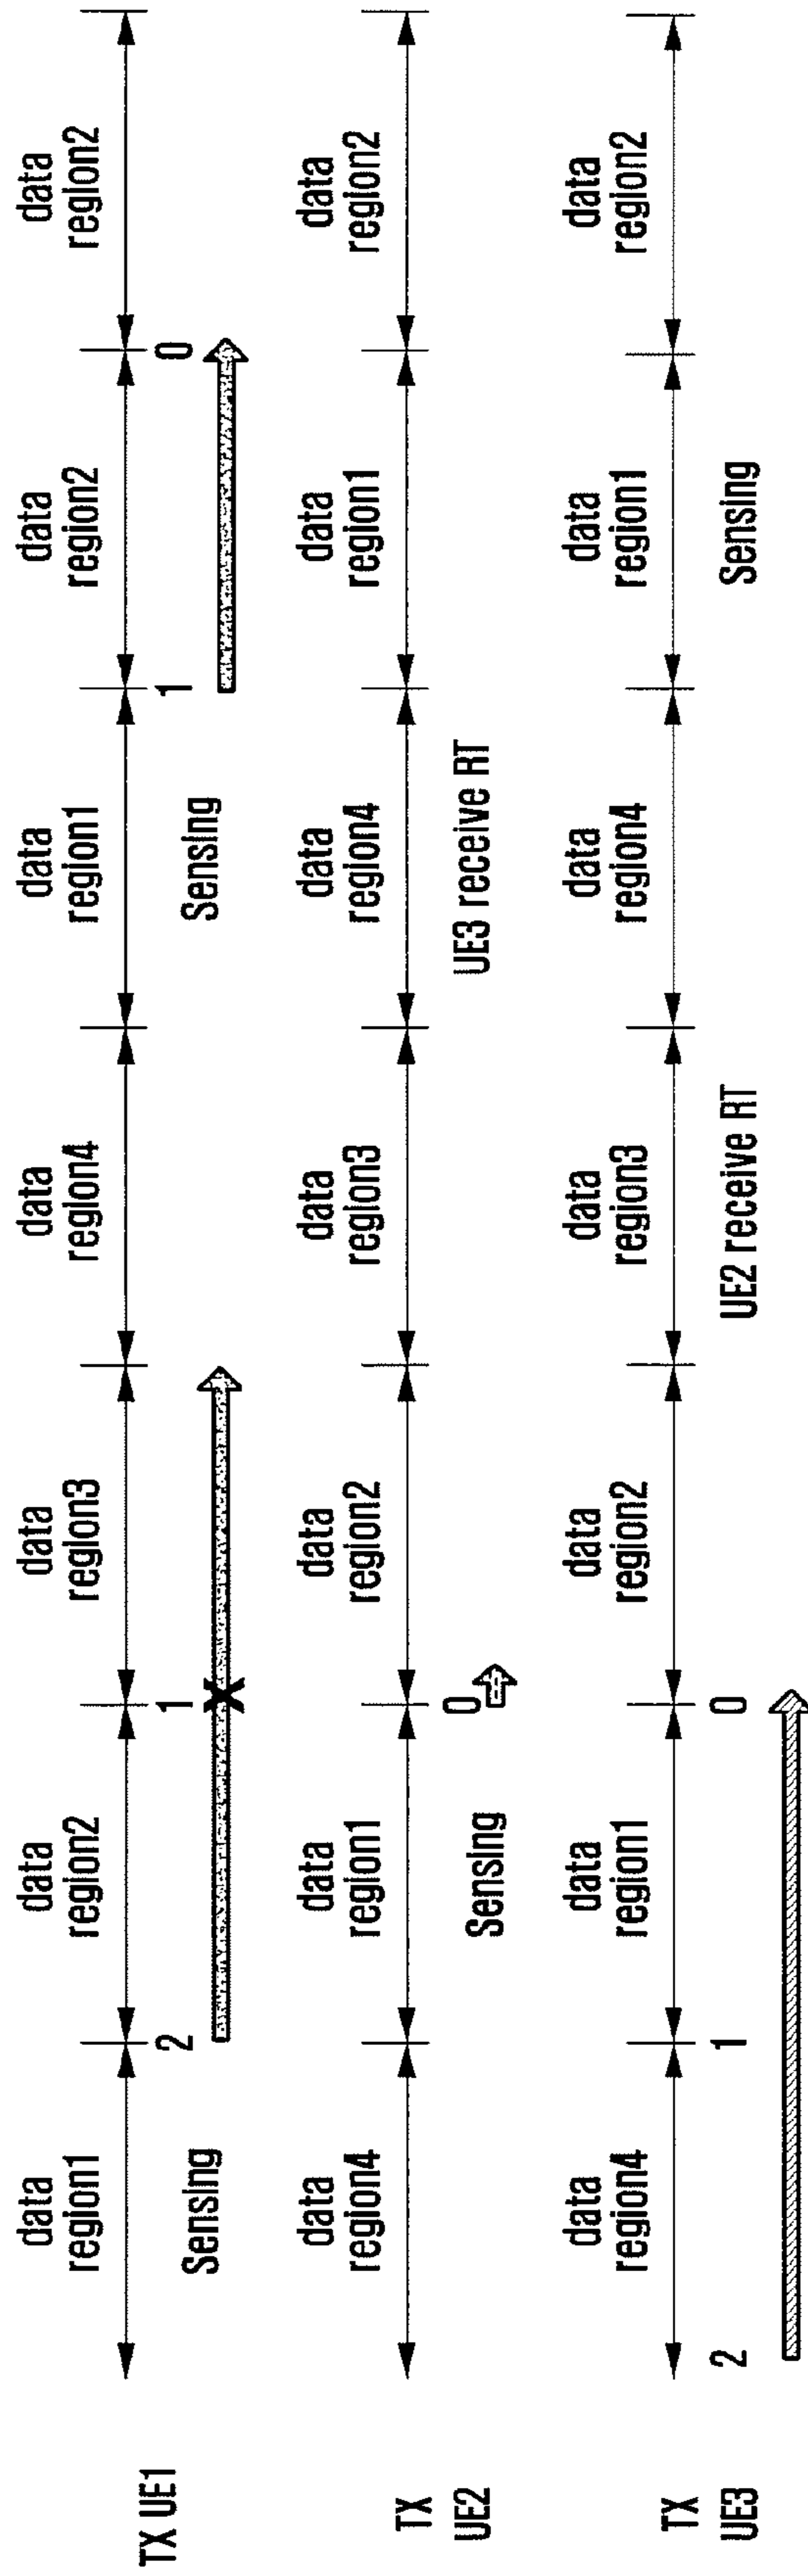 TX UE1
data
region1
data
region2
data
region3
data
region4
data
region1
data
region2
data
region2
Sensing
2
1
X
Sensing
1
0
TX
UE2
data
region4
data
region1
data
region2
data
region3
data
region4
data
region1
data
region2
Sensing
0
UE3 receive RT
TX
UE3
data
region4
data
region1
data
region2
data
region3
data
region4
data
region1
data
region2
2
1
0
UE2 receive RT
Sensing